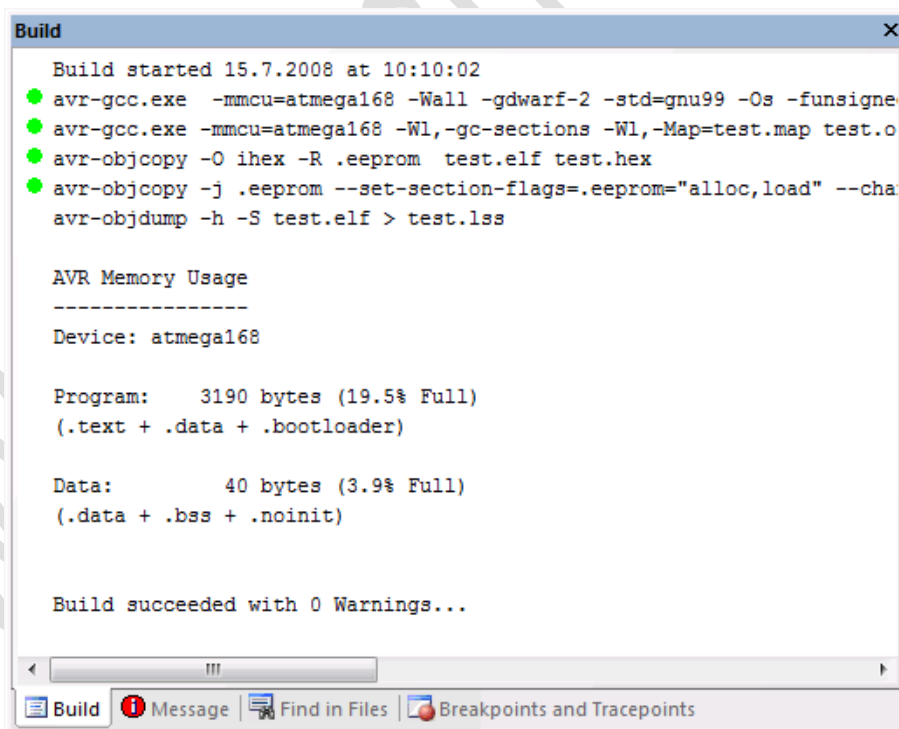 Build
Build started 15.7.2008 at 10:10:02
avr-gcc.exe  -mmcu=atmega168 -Wall -gdwarf-2 -std=gnu99 -Os -funsigne
avr-gcc.exe -mmcu=atmega168 -Wl,-gc-sections -Wl,-Map=test.map test.o
avr-objcopy -O ihex -R .eeprom  test.elf test.hex
avr-objcopy -j .eeprom --set-section-flags=.eeprom="alloc,load" --cha
avr-objdump -h -S test.elf > test.lss
AVR Memory Usage
----------------
Device: atmega168
Program:    3190 bytes (19.5% Full)
(.text + .data + .bootloader)
Data:         40 bytes (3.9% Full)
(.data + .bss + .noinit)
Build succeeded with 0 Warnings...
Build Message Find in Files Breakpoints and Tracepoints